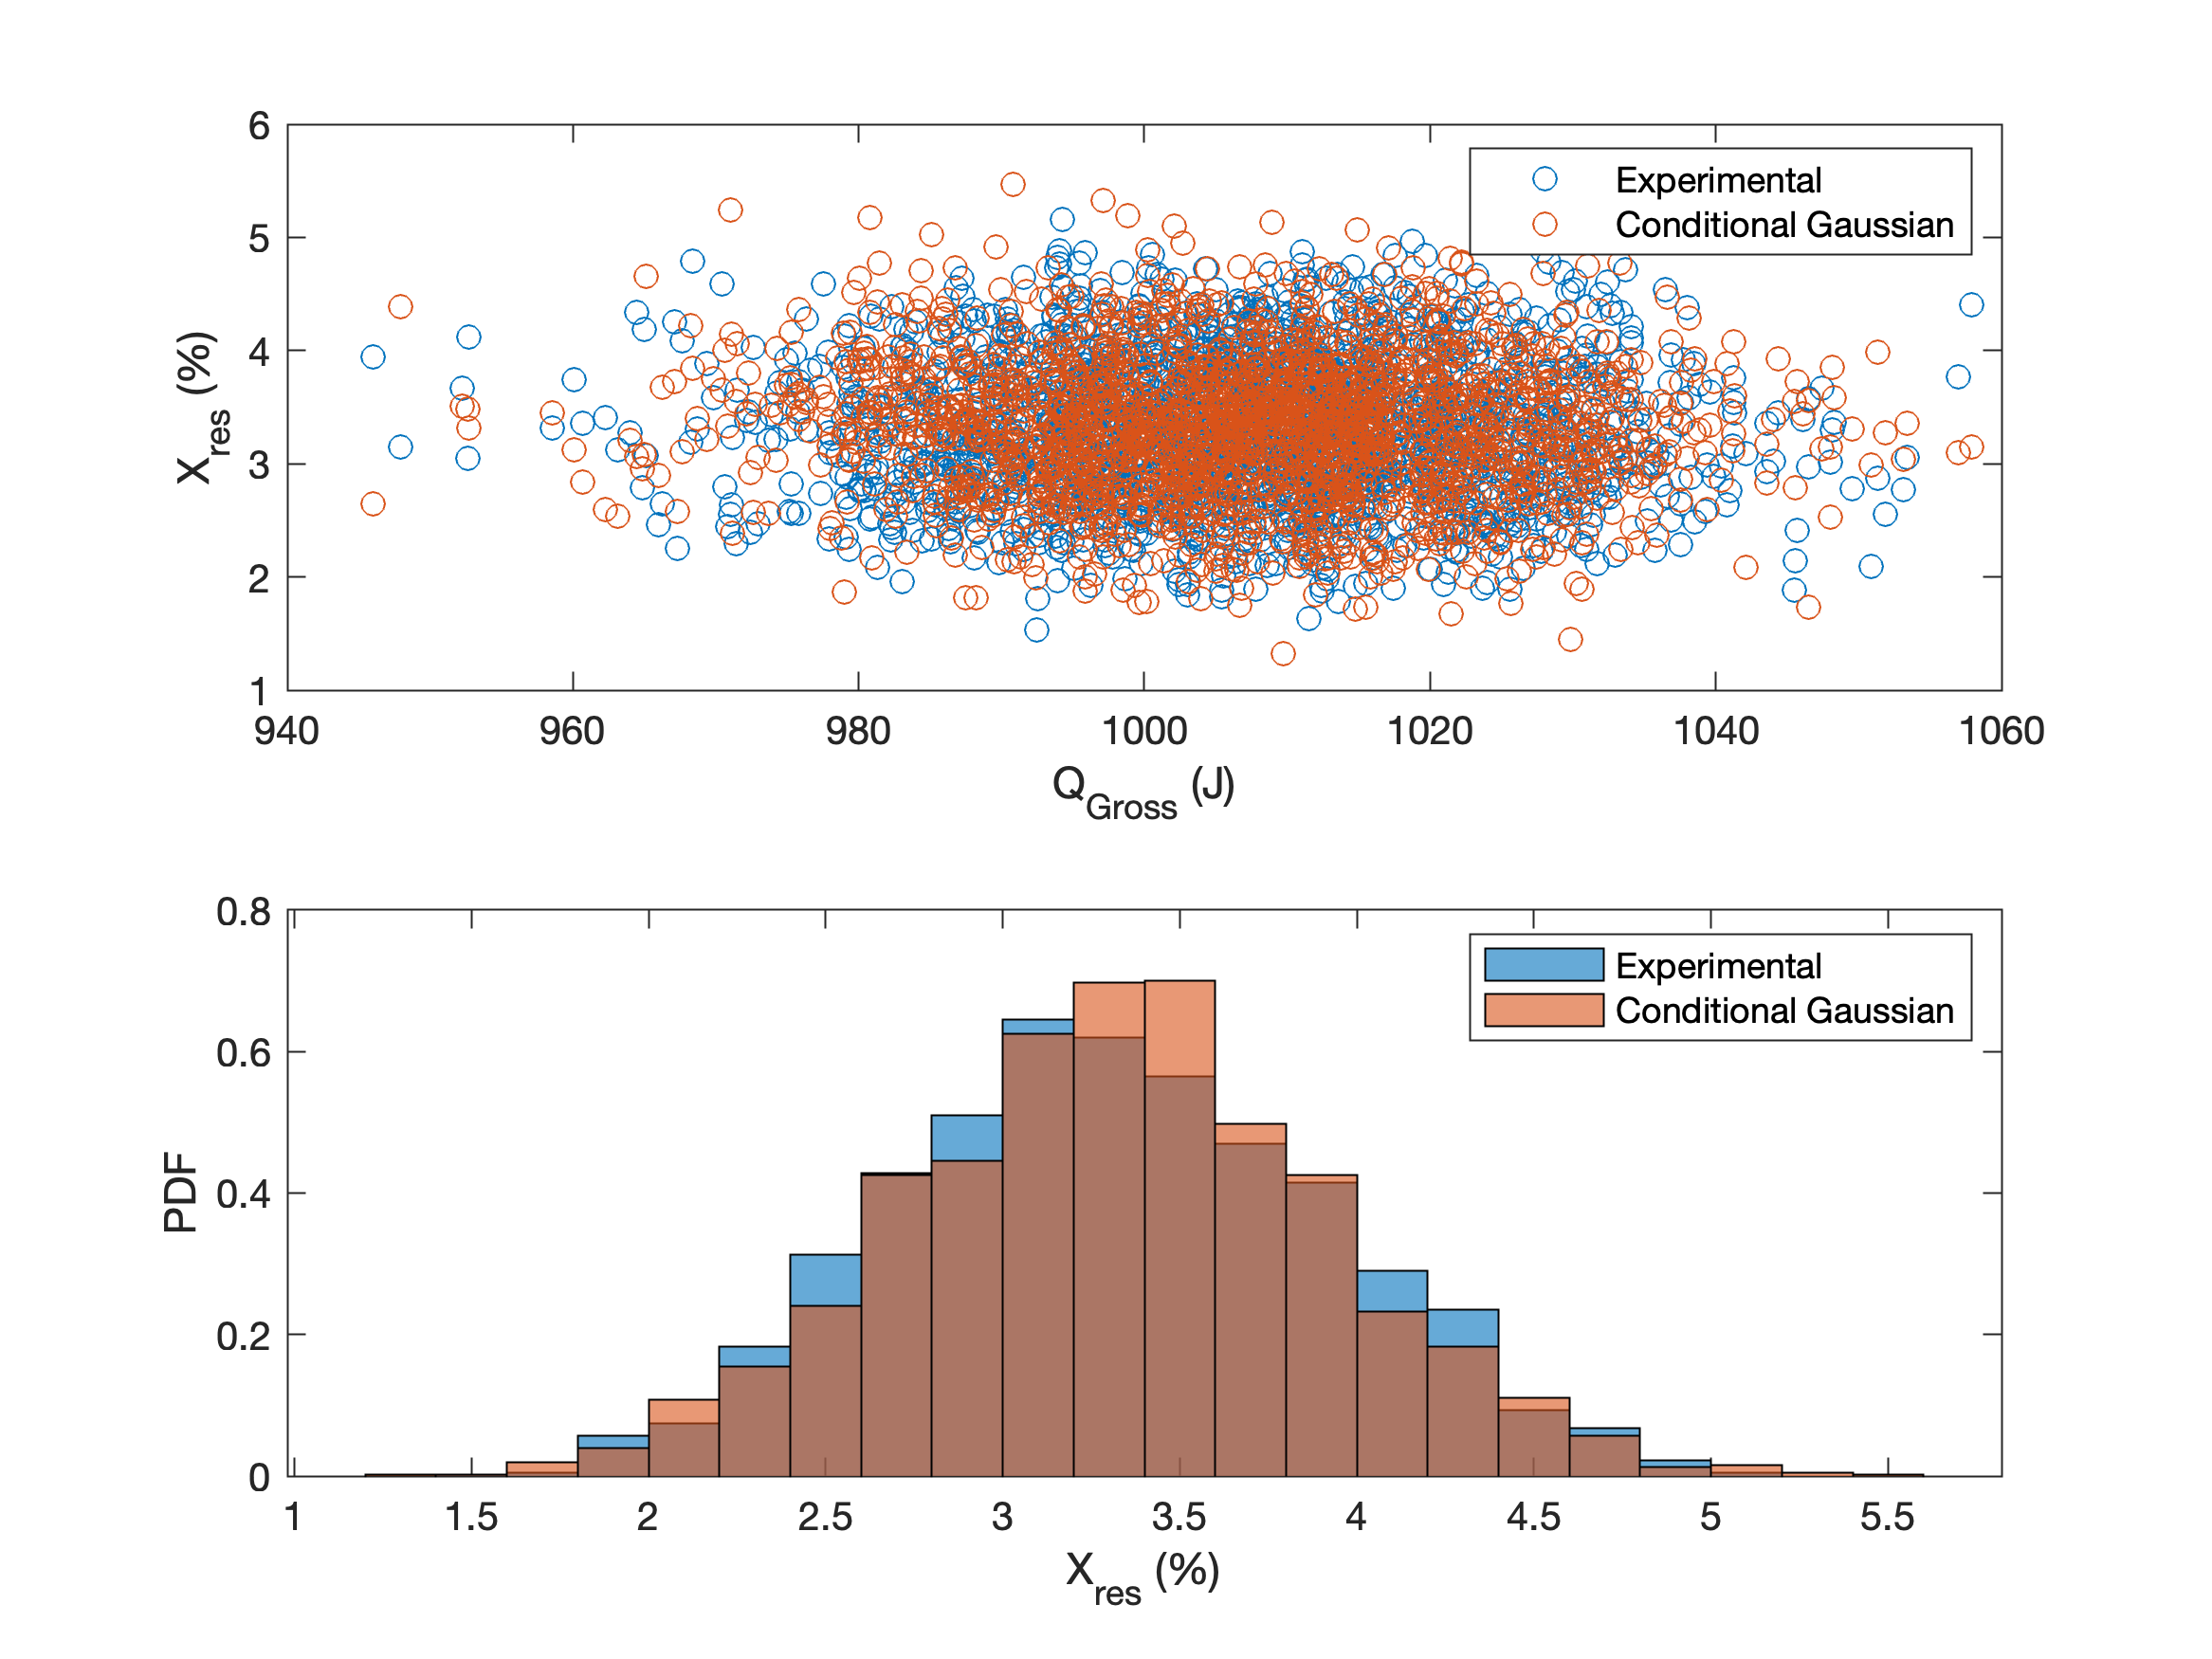 6
5
4
3
2
1
X_res (%)
Experimental
Conditional Gaussian
940 960 980 1000 1020 1040 1060
Q_Gross (J)
0.8
0.6
0.4
0.2
0
PDF
Experimental
Conditional Gaussian
1 1.5 2 2.5 3 3.5 4 4.5 5 5.5
X_res (%)